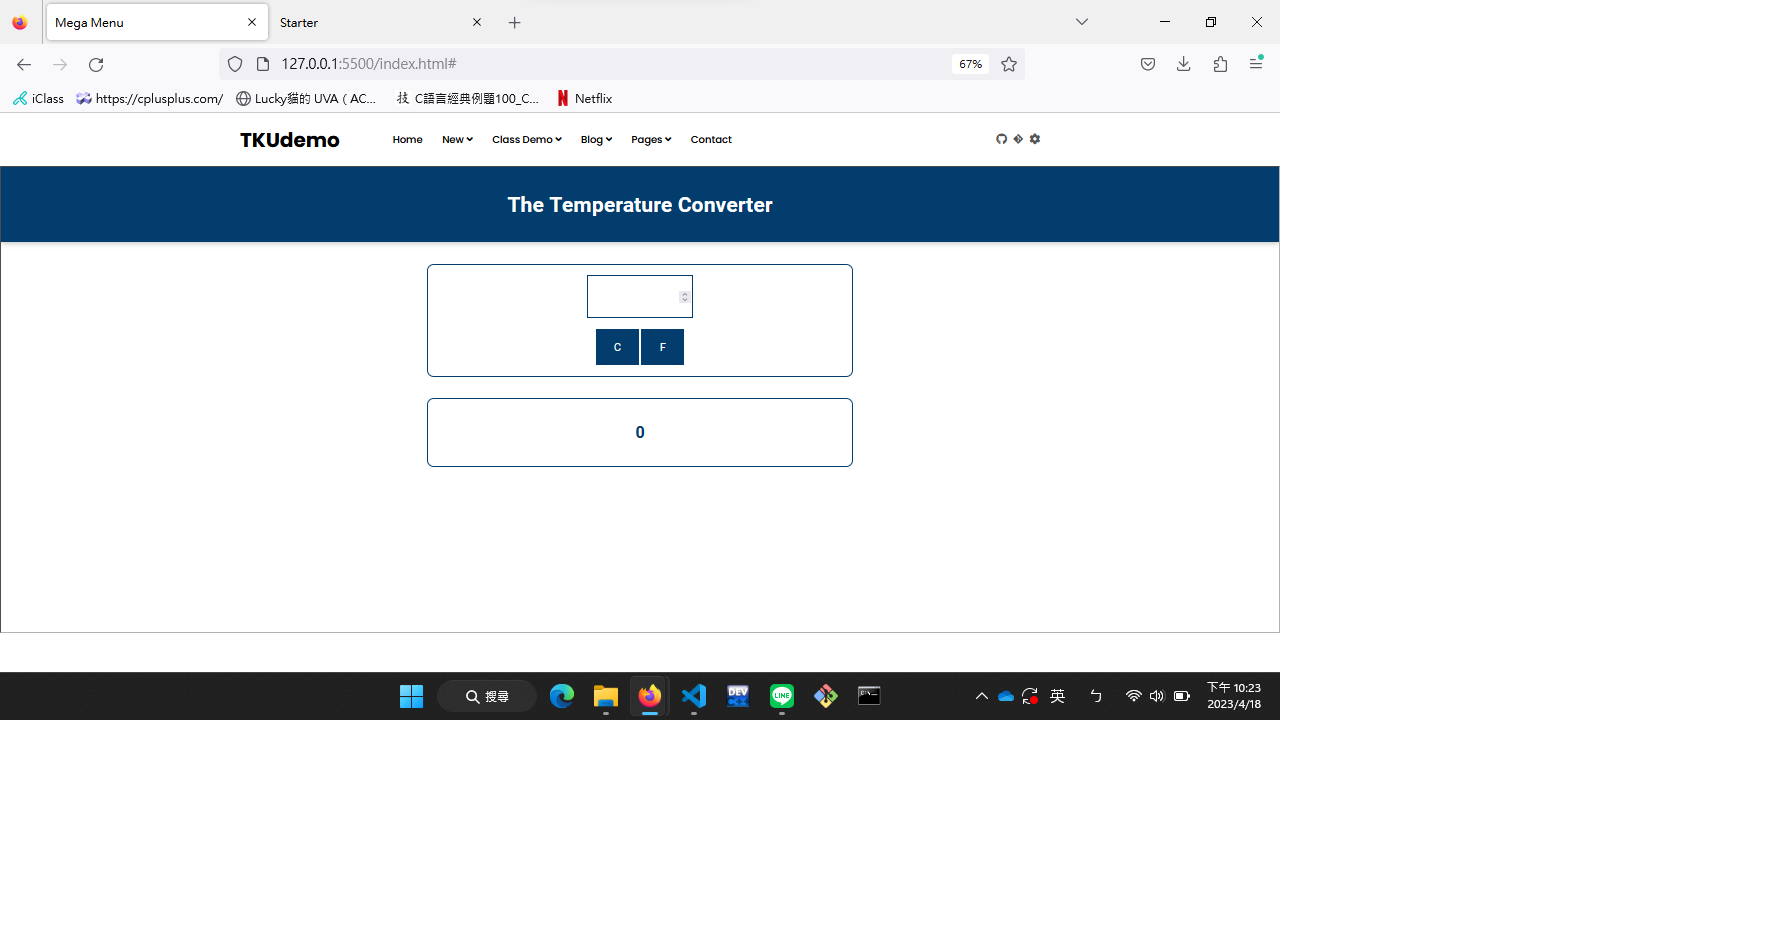 Mega Menu
Starter
127.0.0.1:5500/index.html#
67%
iClass
https://cplusplus.com/
Lucky貓的 UVA ( AC...
技 C語言經典例題100_C...
Netflix
TKUdemo
Home
New
Class Demo
Blog
Pages
Contact
The Temperature Converter
C
F
0
搜尋
DEV
C++
LINE
英
ㄅ
下午 10:23
2023/4/18